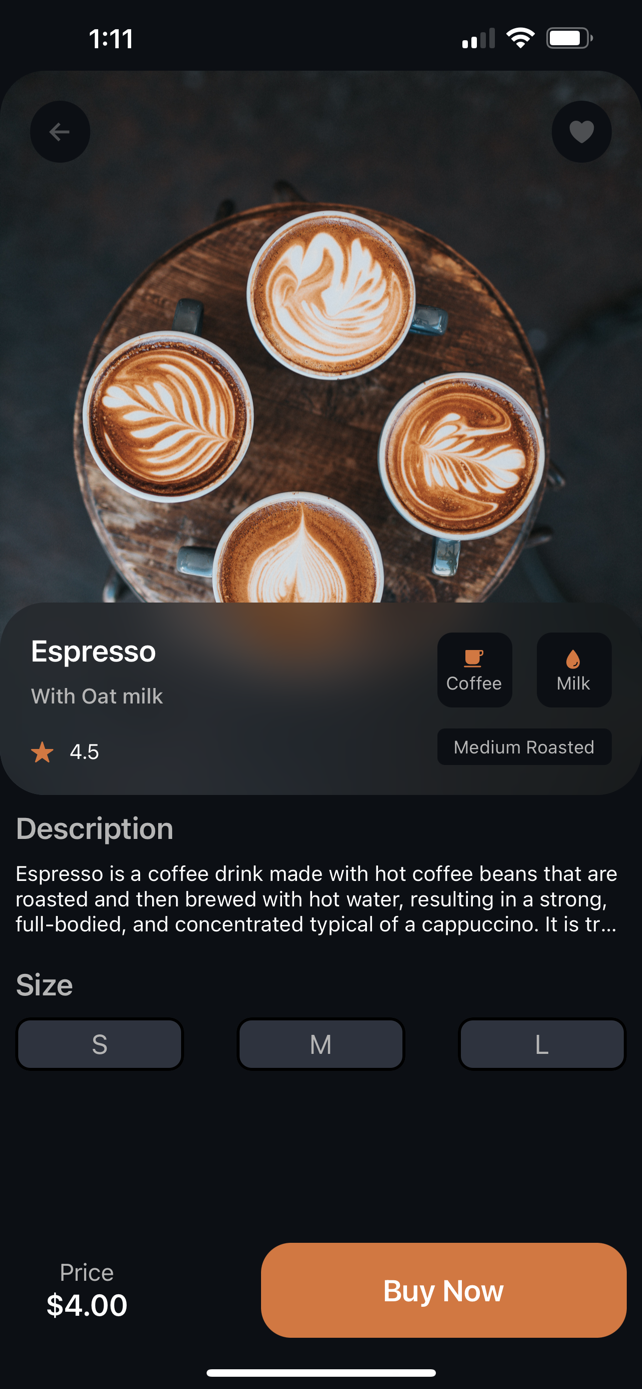 1:11
Espresso
With Oat milk
4.5
Coffee
Milk
Medium Roasted
Description
Espresso is a coffee drink made with hot coffee beans that are
roasted and then brewed with hot water, resulting in a strong,
full-bodied, and concentrated typical of a cappuccino. It is tr...
Size
S
M
L
Price
$4.00
Buy Now